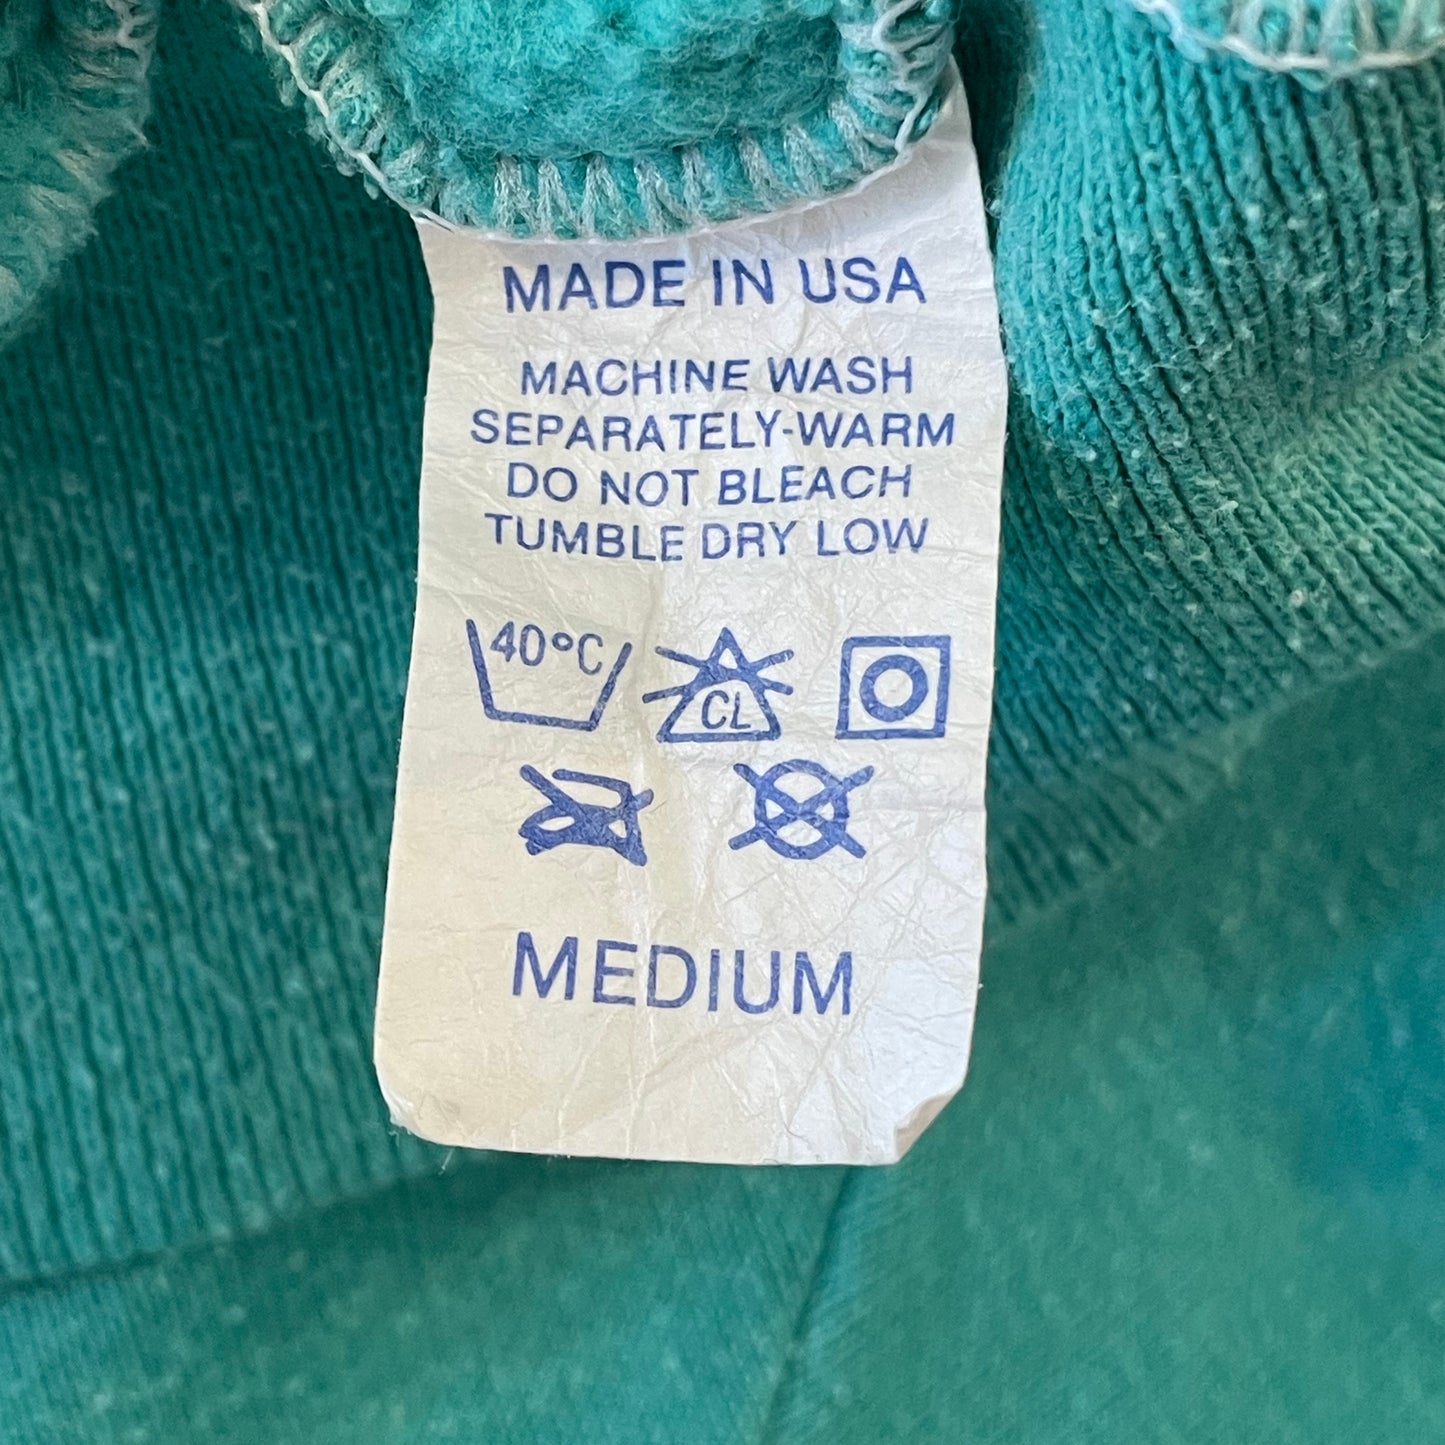 MADE IN USA
MACHINE WASH
SEPARATELY-WARM
DO NOT BLEACH
TUMBLE DRY LOW
40°C CL
MEDIUM